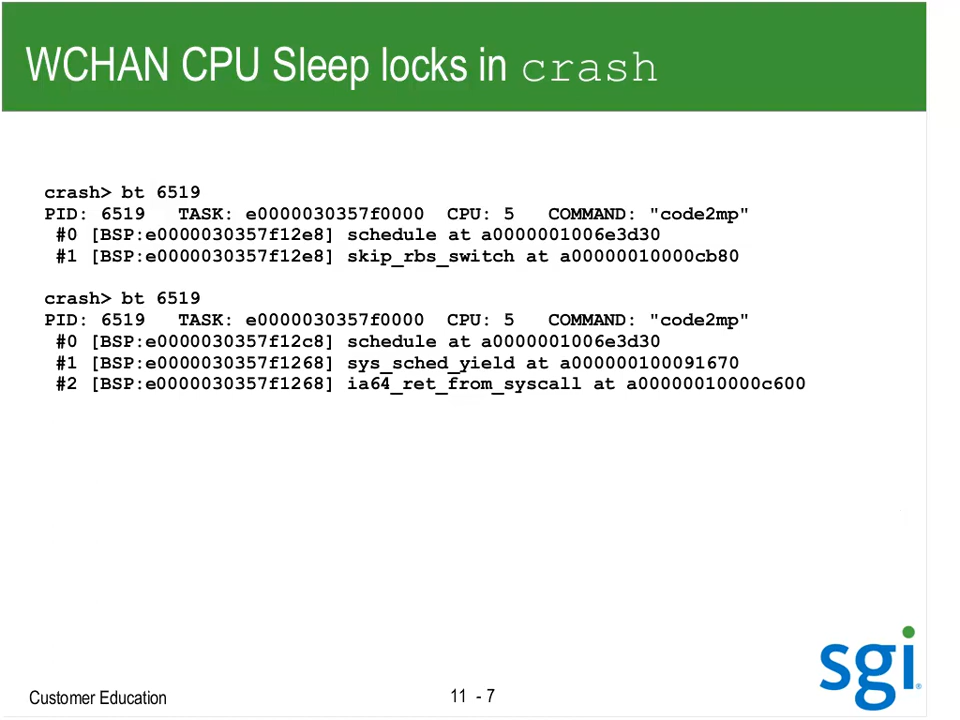 WCHAN CPU Sleep locks in crash
crash> bt 6519
PID: 6519 TASK: e0000030357f0000 CPU: 5 COMMAND: "code2mp"
#0 [BSP:e0000030357f12e8] schedule at a0000001006e3d30
#1 [BSP:e0000030357f12e8] skip_rbs_switch at a00000010000cb80
crash> bt 6519
PID: 6519 TASK: e0000030357f0000 CPU: 5 COMMAND: "code2mp"
#0 [BSP:e0000030357f12c8] schedule at a0000001006e3d30
#1 [BSP:e0000030357f1268] sys_sched_yield at a000000100091670
#2 [BSP:e0000030357f1268] ia64_ret_from_syscall at a00000010000c600
sgi®
Customer Education
11 - 7